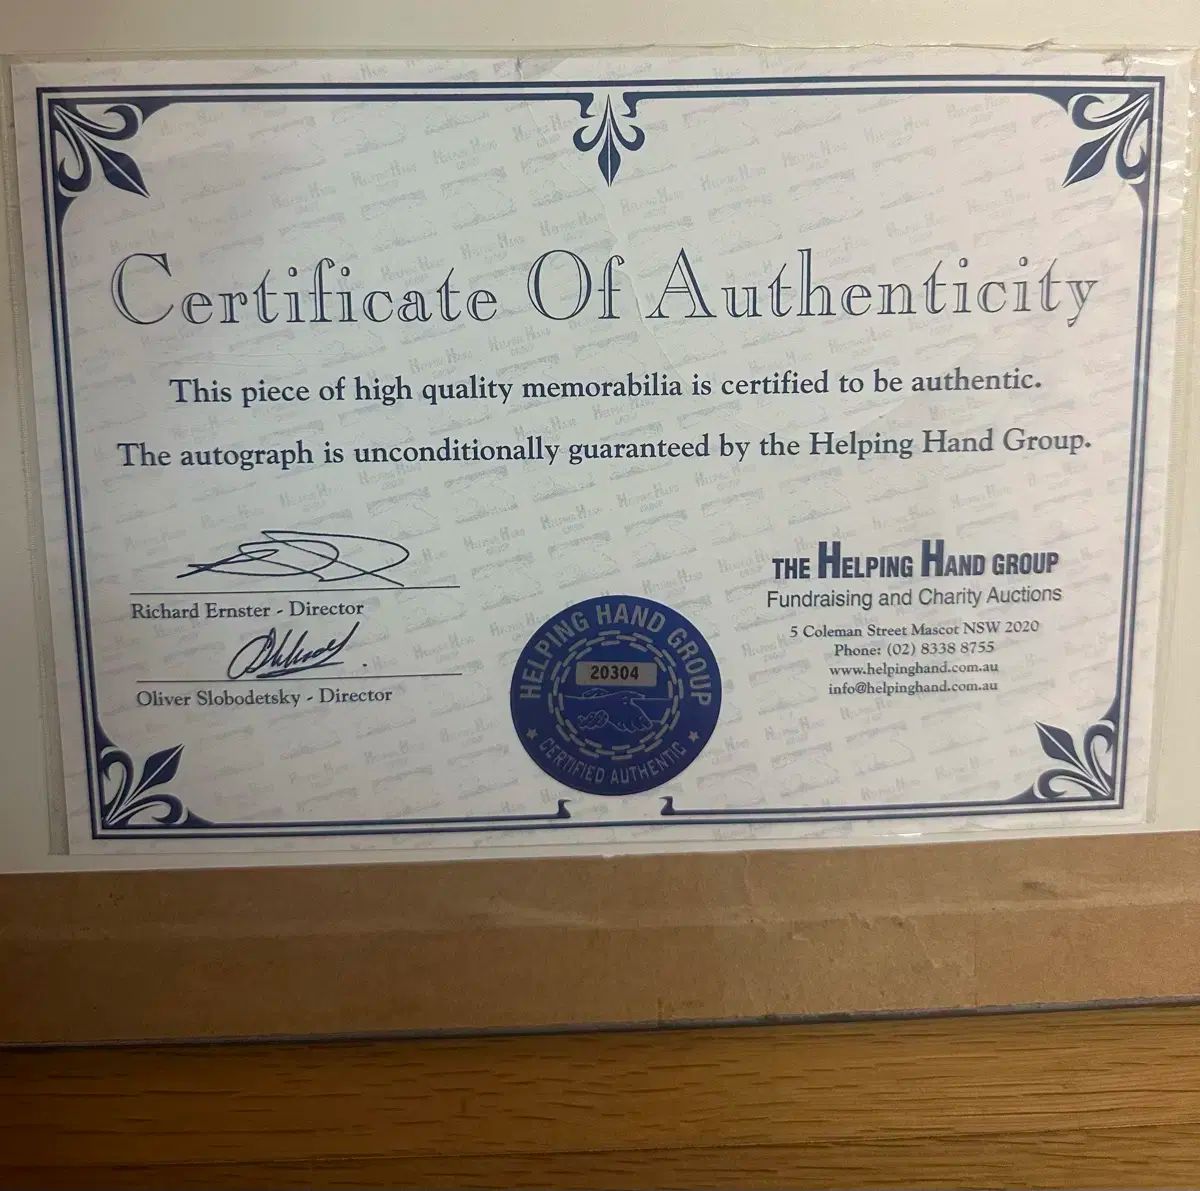 Certificate Of Authenticity
This piece of high quality memorabilia is certified to be authentic.
The autograph is unconditionally guaranteed by the Helping Hand Group.
Richard Ernster - Director
Oliver Slobodetsky - Director
HELPING HAND GROUP
20304
★ CERTIFIED AUTHENTIC ★
THE HELPING HAND GROUP
Fundraising and Charity Auctions
5 Coleman Street Mascot NSW 2020
Phone: (02) 8338 8755
www.helpinghand.com.au
info@helpinghand.com.au